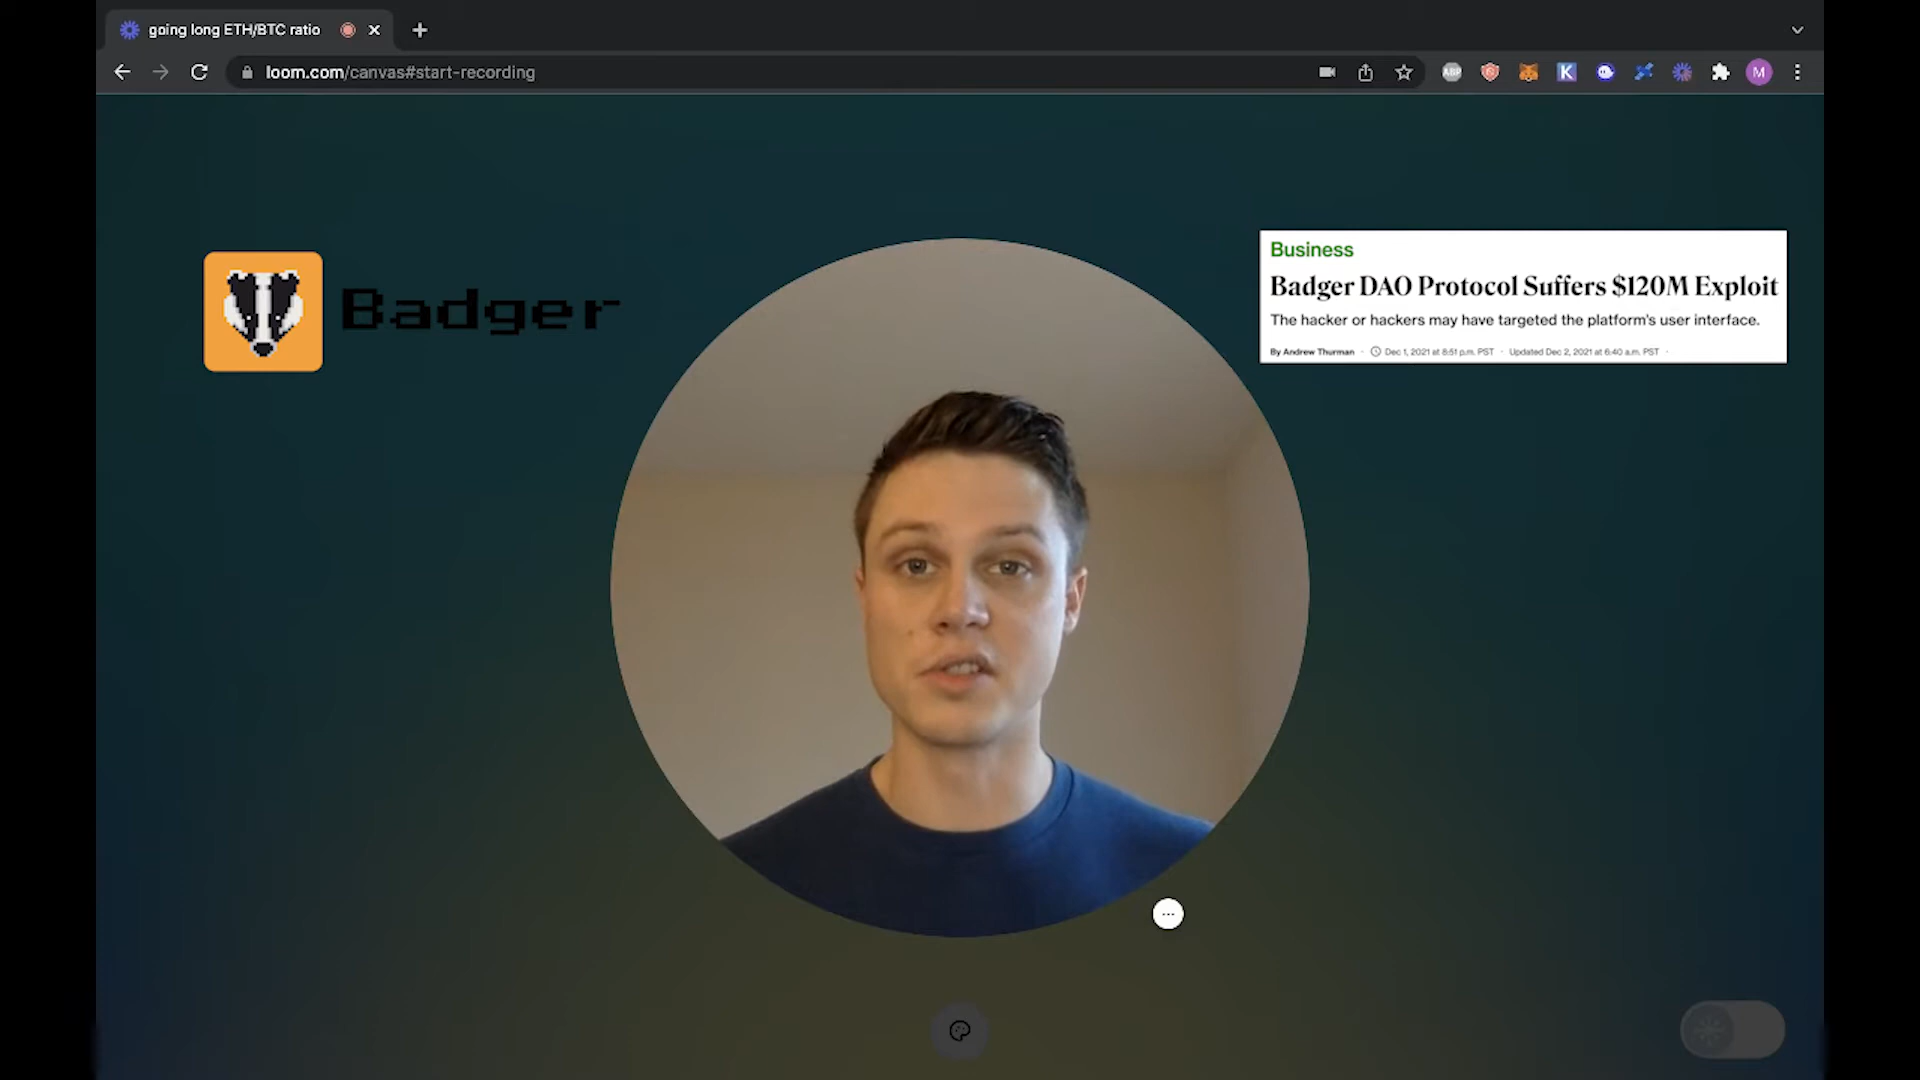 going long ETH/BTC ratio
loom.com/canvas#start-recording
ABP
K
M
Badger
Business
Badger DAO Protocol Suffers $120M Exploit
The hacker or hackers may have targeted the platform's user interface.
By Andrew Thurman · Dec 1, 2021 at 8:51 p.m. PST · Updated Dec 2, 2021 at 6:40 a.m. PST ·